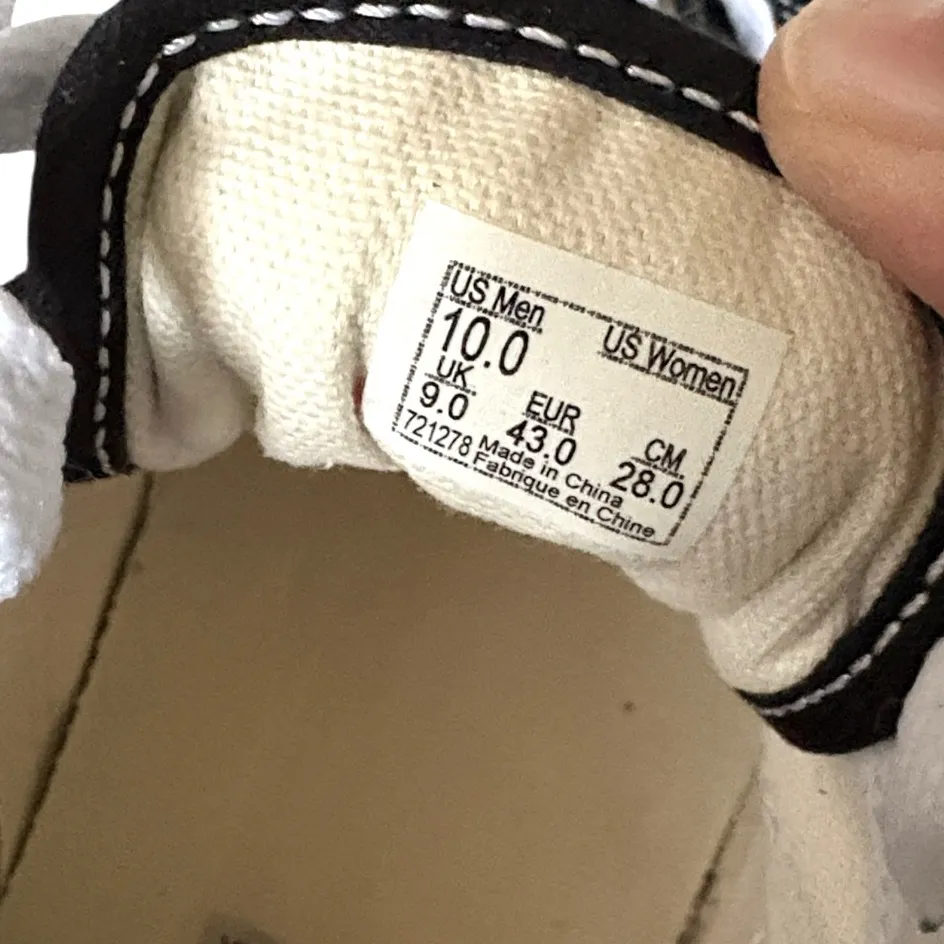 US Men US Women
10.0
UK EUR CM
9.0 43.0 28.0
721278 Made in China
Fabrique en Chine